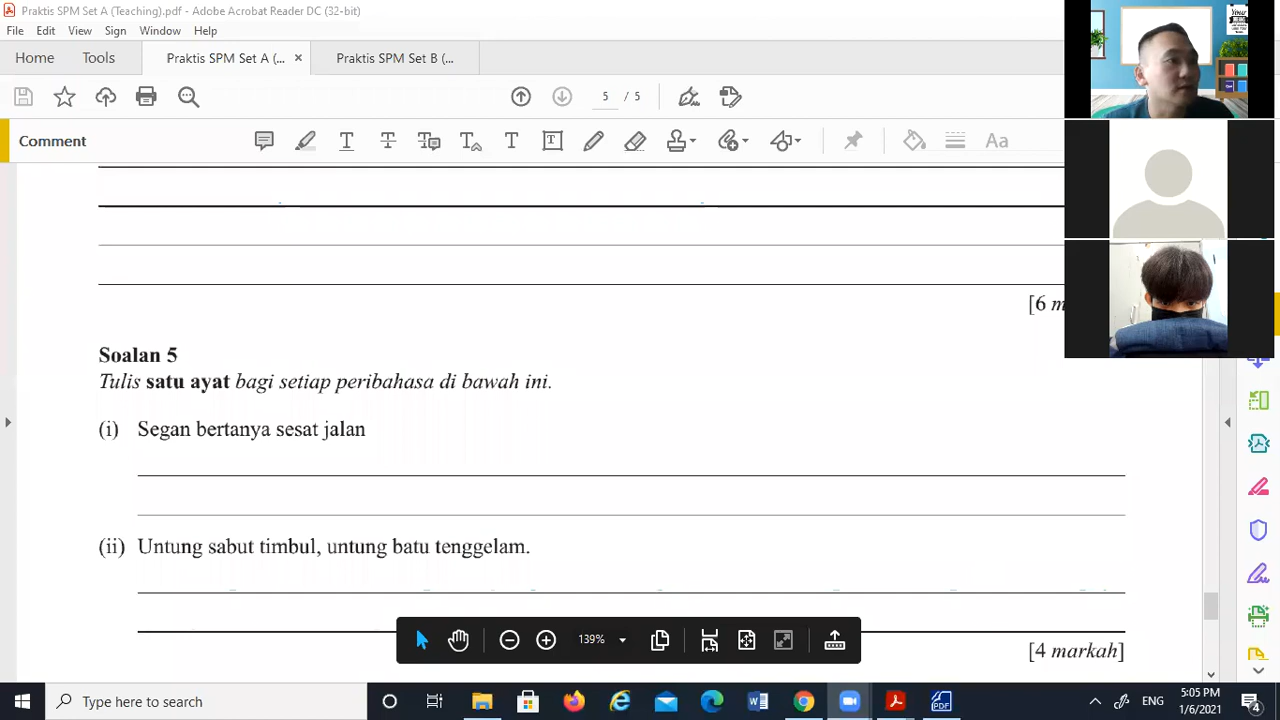 Praktis SPM Set A (Teaching).pdf - Adobe Acrobat Reader DC (32-bit)
File Edit View Sign Window Help
Home Tools Praktis SPM Set A (... × Praktis SPM Set B (...
5 / 5
Comment
[6 m
Soalan 5
Tulis satu ayat bagi setiap peribahasa di bawah ini.
(i) Segan bertanya sesat jalan
(ii) Untung sabut timbul, untung batu tenggelam.
139%
[4 markah]
Type here to search
ENG
5:05 PM
1/6/2021
4